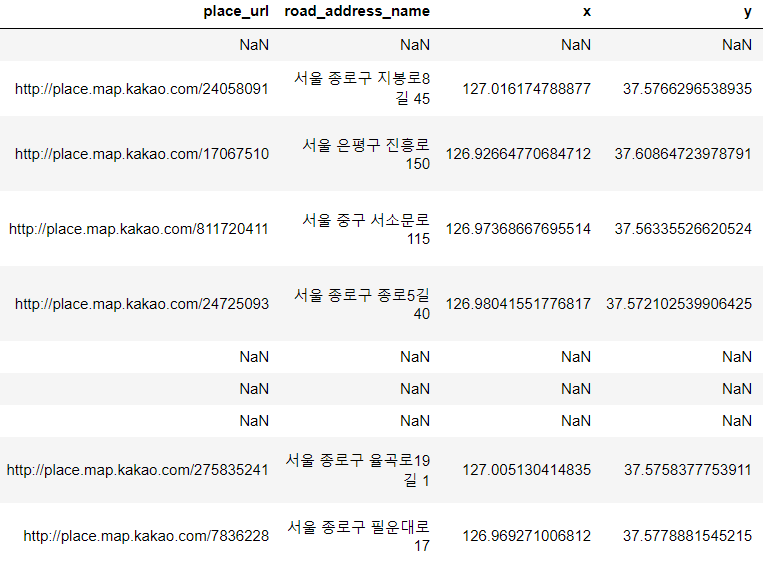 place_url road_address_name x y
NaN NaN NaN NaN
http://place.map.kakao.com/24058091 서울 종로구 지봉로8 127.016174788877 37.5766296538935
길 45
http://place.map.kakao.com/17067510 서울 은평구 진흥로 126.92664770684712 37.60864723978791
150
http://place.map.kakao.com/811720411 서울 중구 서소문로 126.97368667695514 37.56335526620524
115
http://place.map.kakao.com/24725093 서울 종로구 종로5길 126.98041551776817 37.572102539906425
40
NaN NaN NaN NaN
NaN NaN NaN NaN
NaN NaN NaN NaN
http://place.map.kakao.com/275835241 서울 종로구 율곡로19 127.005130414835 37.5758377753911
길 1
http://place.map.kakao.com/7836228 서울 종로구 필운대로 126.969271006812 37.5778881545215
17